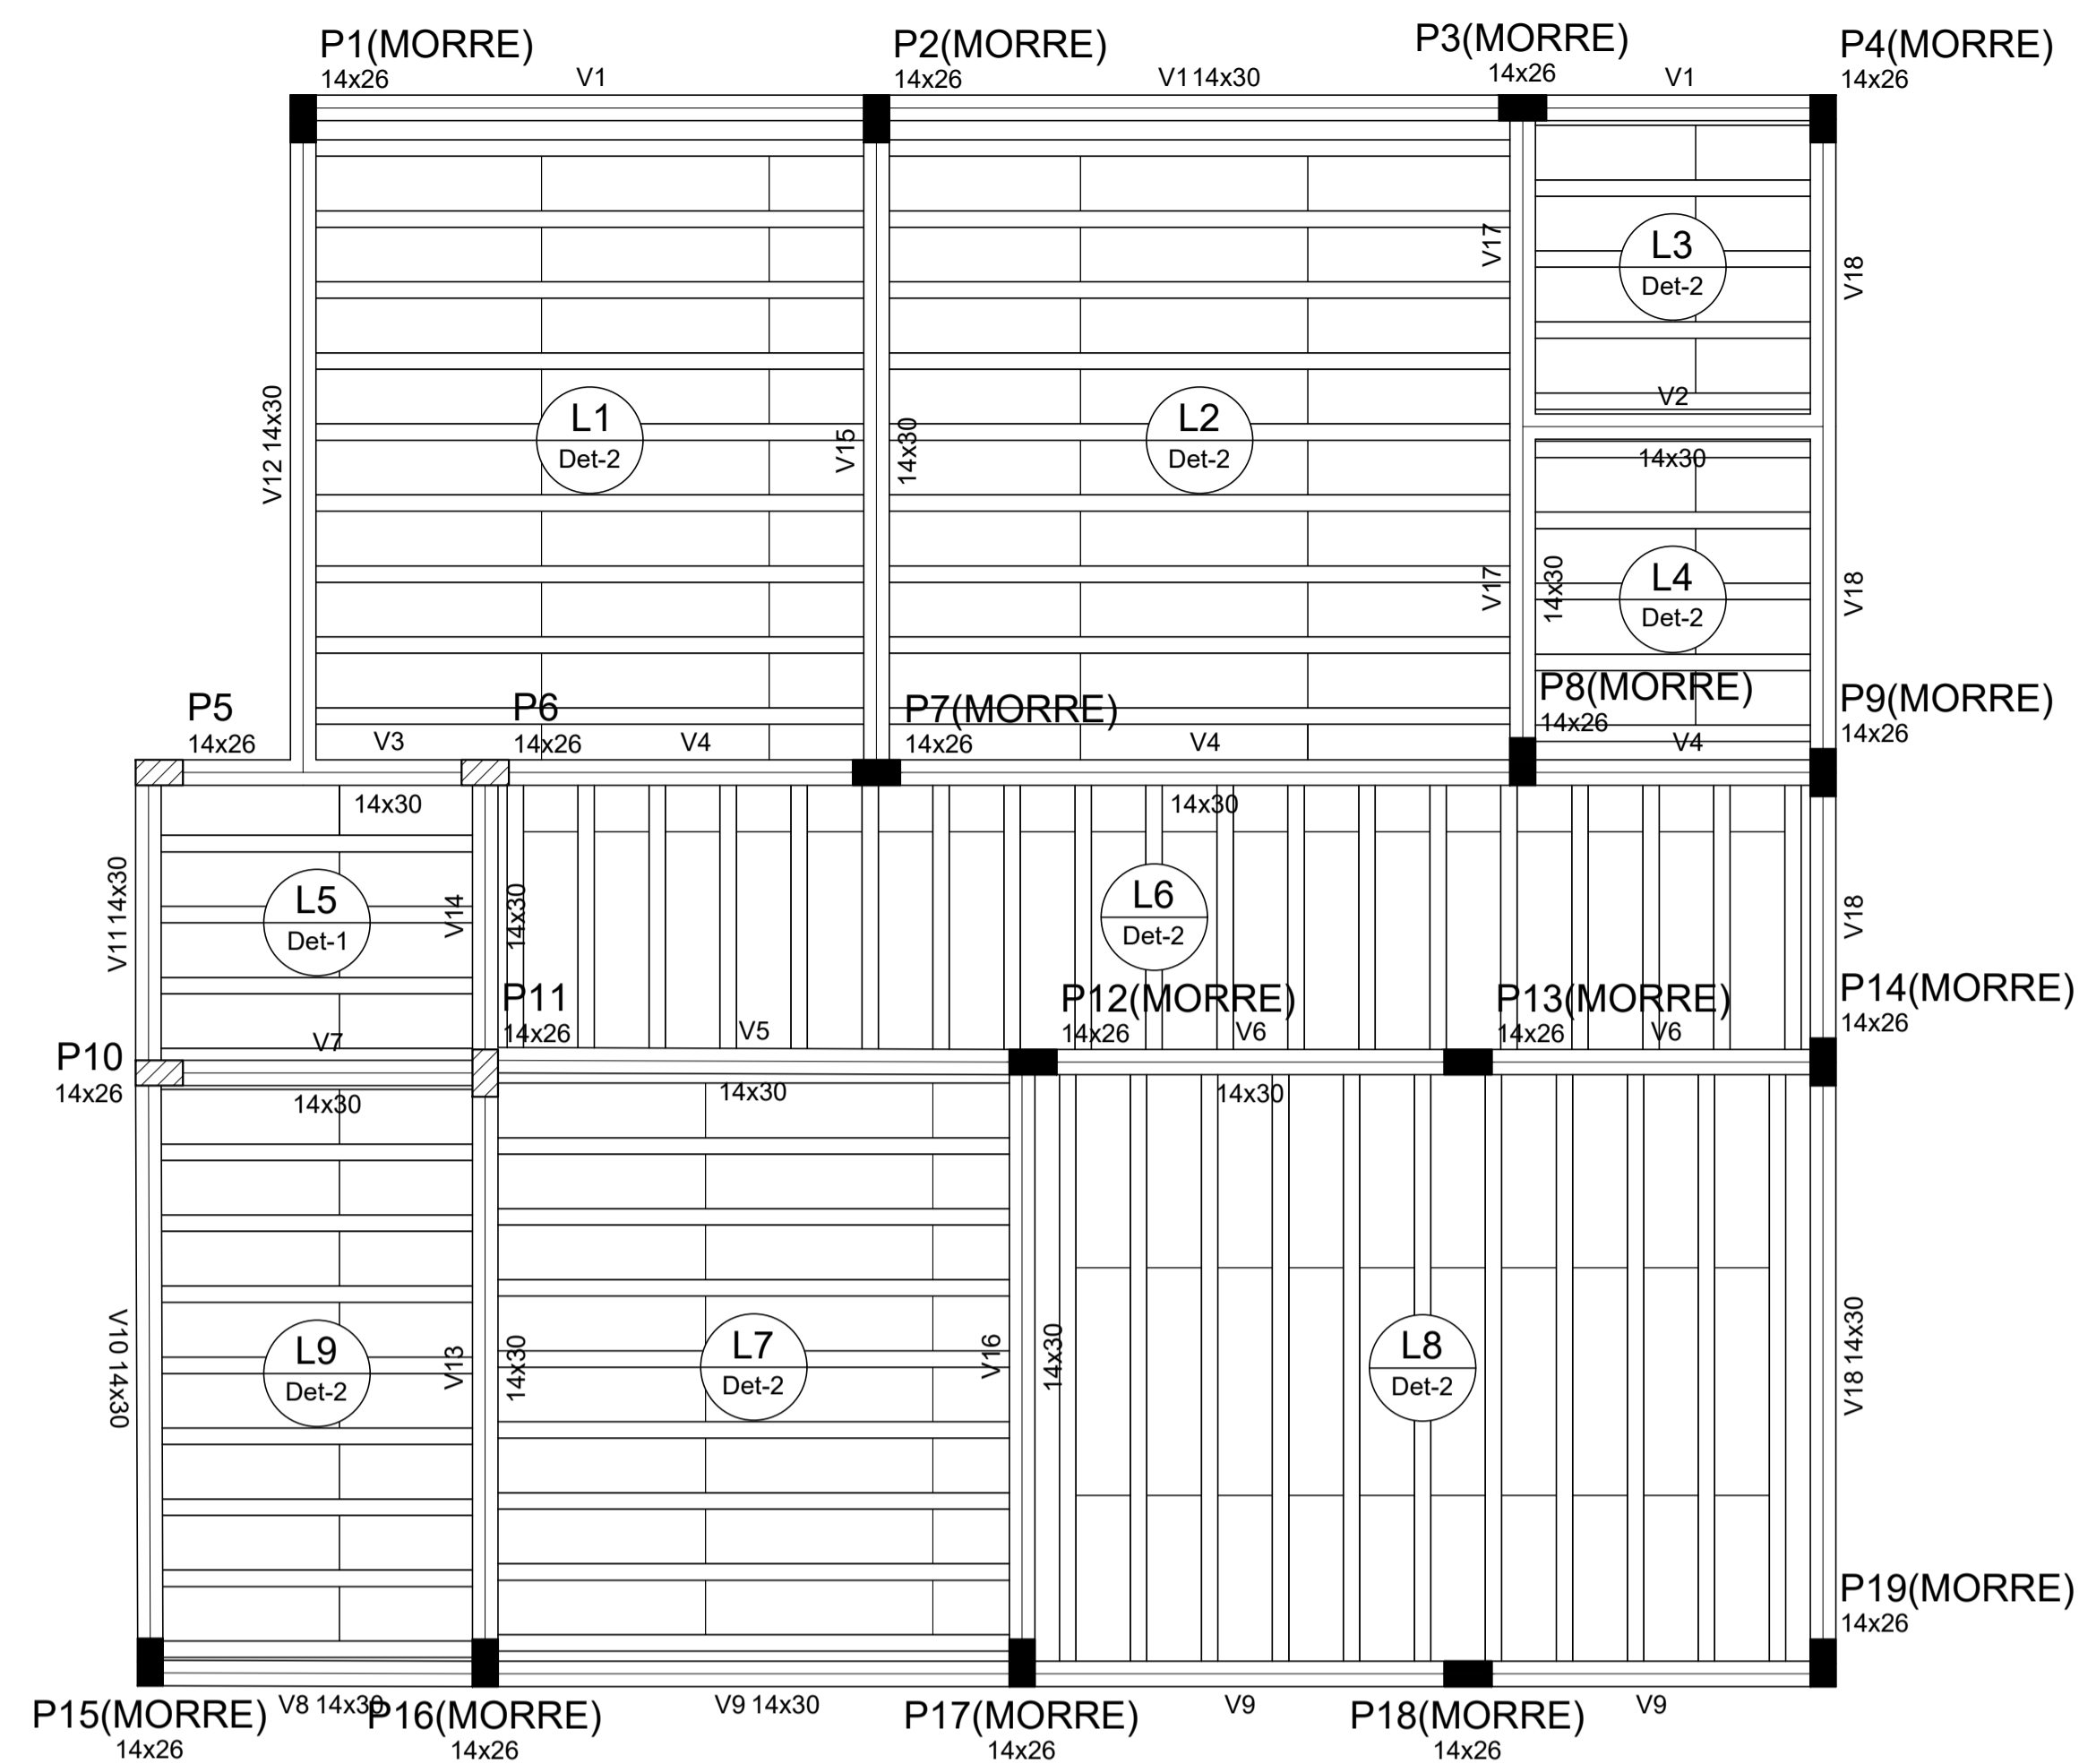 P1(MORRE)
14x26
V1
P2(MORRE)
14x26
V1 14x30
P3(MORRE)
14x26
V1
P4(MORRE)
14x26
V12 14x30
L1
Det-2
V15
14x30
L2
Det-2
V17
L3
Det-2
V18
V2
14x30
V17
14x30
L4
Det-2
V18
P5
14x26
V3
P6
14x26
V4
P7(MORRE)
14x26
V4
P8(MORRE)
14x26
V4
P9(MORRE)
14x26
14x30
14x30
V11 14x30
L5
Det-1
V14
14x30
L6
Det-2
V18
P10
14x26
V7
14x30
P11
14x26
V5
14x30
P12(MORRE)
14x26
V6
14x30
P13(MORRE)
14x26
V6
P14(MORRE)
14x26
V10 14x30
L9
Det-2
V13
14x30
L7
Det-2
V16
14x30
L8
Det-2
V18 14x30
P19(MORRE)
14x26
P15(MORRE)
14x26
V8 14x30
P16(MORRE)
14x26
V9 14x30
P17(MORRE)
14x26
V9
P18(MORRE)
14x26
V9